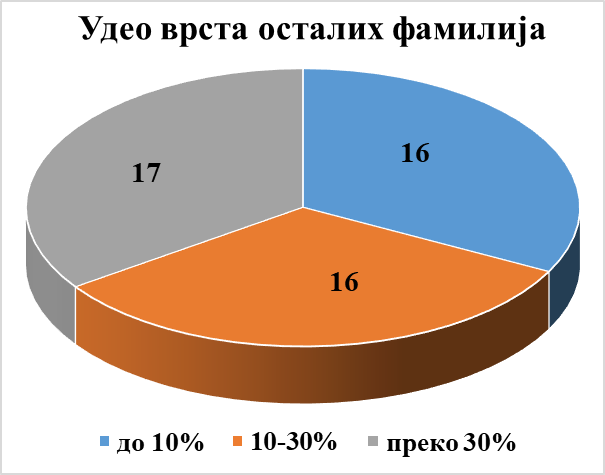 Удео врста осталих фамилија
16
17
16
до 10% 10-30% преко 30%